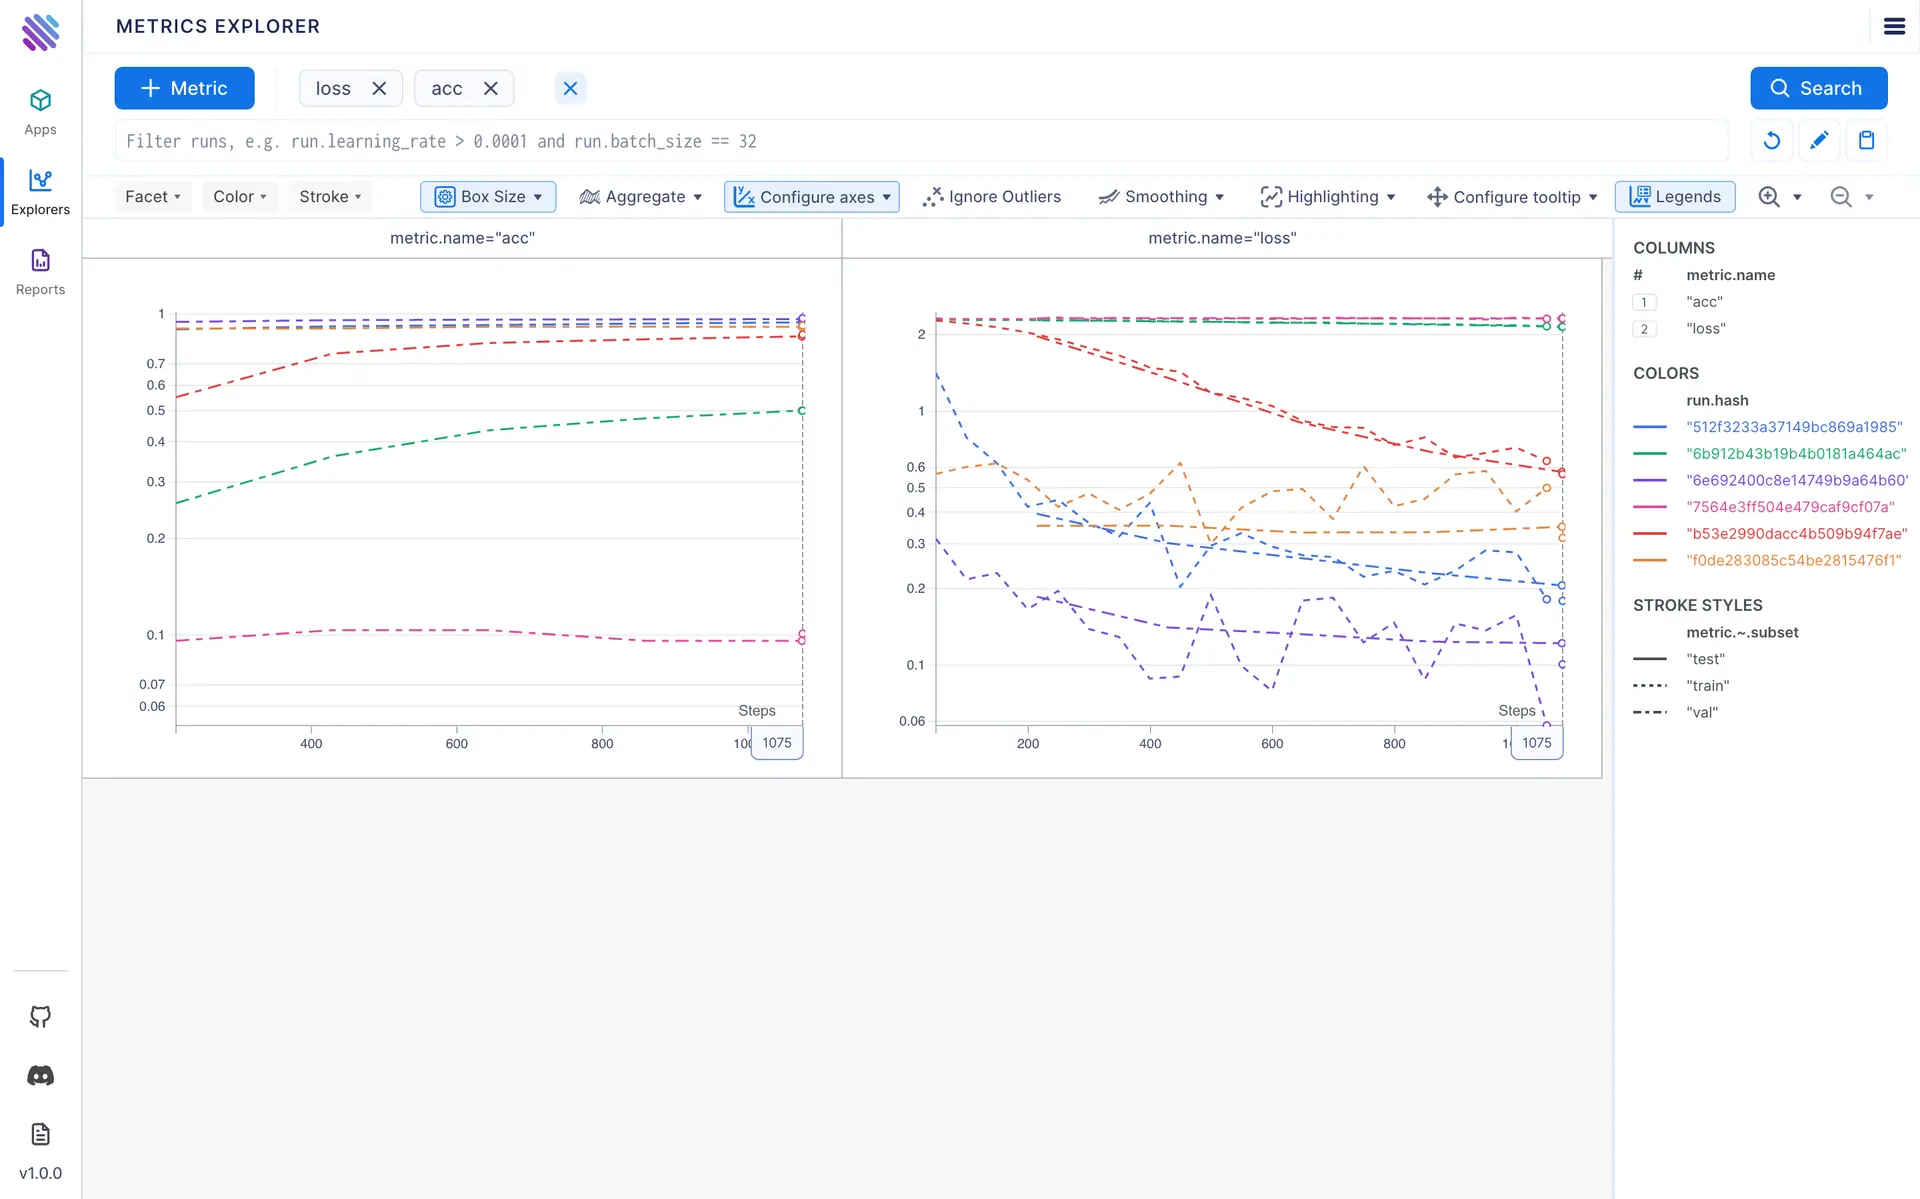 METRICS EXPLORER
Metric
loss
acc
Search
Filter runs, e.g. run.learning_rate > 0.0001 and run.batch_size == 32
Facet
Color
Stroke
Box Size
Aggregate
Configure axes
Ignore Outliers
Smoothing
Highlighting
Configure tooltip
Legends
Apps
Explorers
Reports
v1.0.0
metric.name="acc"
1
0.7
0.6
0.5
0.4
0.3
0.2
0.1
0.07
0.06
Steps
400
600
800
1075
metric.name="loss"
2
1
0.6
0.5
0.4
0.3
0.2
0.1
0.06
Steps
200
400
600
800
1075
COLUMNS
# metric.name
1 "acc"
2 "loss"
COLORS
run.hash
"512f3233a37149bc869a1985"
"6b912b43b19b4b0181a464ac"
"6e692400c8e14749b9a64b60"
"7564e3ff504e479caf9cf07a"
"b53e2990dacc4b509b94f7ae"
"f0de283085c54be2815476f1"
STROKE STYLES
metric.~.subset
"test"
"train"
"val"